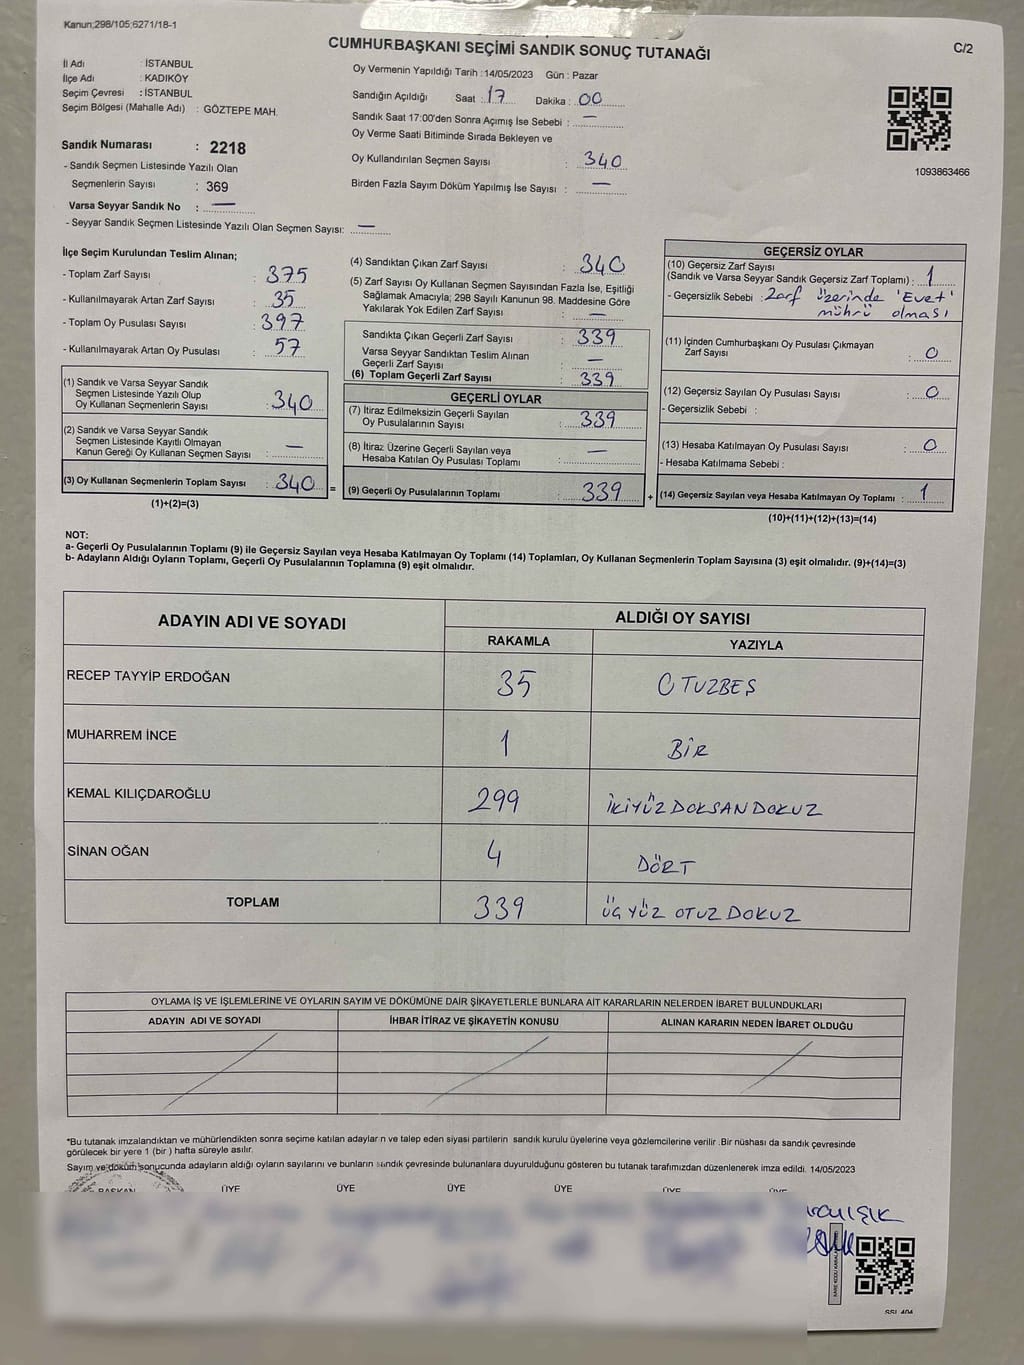 Kanun;298/105;6271/18-1
CUMHURBAŞKANI SEÇİMİ SANDIK SONUÇ TUTANAĞI
C/2
İl Adı : İSTANBUL
İlçe Adı : KADIKÖY
Seçim Çevresi : İSTANBUL
Seçim Bölgesi (Mahalle Adı) : GÖZTEPE MAH.
Oy Vermenin Yapıldığı Tarih : 14/05/2023 Gün : Pazar
Sandığın Açıldığı Saat : 17 Dakika : 00
Sandık Saat 17:00'den Sonra Açımış İse Sebebi : —
Oy Verme Saati Bitiminde Sırada Bekleyen ve
Oy Kullandırılan Seçmen Sayısı : 340
Birden Fazla Sayım Döküm Yapılmış İse Sayısı : —
1093863466
Sandık Numarası : 2218
- Sandık Seçmen Listesinde Yazılı Olan
Seçmenlerin Sayısı : 369
Varsa Seyyar Sandık No : —
- Seyyar Sandık Seçmen Listesinde Yazılı Olan Seçmen Sayısı: —
İlçe Seçim Kurulundan Teslim Alınan;
- Toplam Zarf Sayısı : 375
- Kullanılmayarak Artan Zarf Sayısı : 35
- Toplam Oy Pusulası Sayısı : 397
- Kullanılmayarak Artan Oy Pusulası : 57
(1) Sandık ve Varsa Seyyar Sandık
Seçmen Listesinde Yazılı Olup
Oy Kullanan Seçmenlerin Sayısı : 340
(2) Sandık ve Varsa Seyyar Sandık
Seçmen Listesinde Kayıtlı Olmayan
Kanun Gereği Oy Kullanan Seçmen Sayısı : —
(3) Oy Kullanan Seçmenlerin Toplam Sayısı : 340 =
(1)+(2)=(3)
(4) Sandıktan Çıkan Zarf Sayısı : 340
(5) Zarf Sayısı Oy Kullanan Seçmen Sayısından Fazla İse, Eşitliği
Sağlamak Amacıyla; 298 Sayılı Kanunun 98. Maddesine Göre
Yakılarak Yok Edilen Zarf Sayısı : —
Sandıkta Çıkan Geçerli Zarf Sayısı : 339
Varsa Seyyar Sandıktan Teslim Alınan
Geçerli Zarf Sayısı : —
(6) Toplam Geçerli Zarf Sayısı : 339
GEÇERLİ OYLAR
(7) İtiraz Edilmeksizin Geçerli Sayılan
Oy Pusulalarının Sayısı : 339
(8) İtiraz Üzerine Geçerli Sayılan veya
Hesaba Katılan Oy Pusulası Toplamı : —
(9) Geçerli Oy Pusulalarının Toplamı : 339 +
GEÇERSİZ OYLAR
(10) Geçersiz Zarf Sayısı
(Sandık ve Varsa Seyyar Sandık Geçersiz Zarf Toplamı) : 1
- Geçersizlik Sebebi : Zarf üzerinde 'Evet'
mührü olması
(11) İçinden Cumhurbaşkanı Oy Pusulası Çıkmayan
Zarf Sayısı : 0
(12) Geçersiz Sayılan Oy Pusulası Sayısı : 0
- Geçersizlik Sebebi :
(13) Hesaba Katılmayan Oy Pusulası Sayısı : 0
- Hesaba Katılmama Sebebi :
(14) Geçersiz Sayılan veya Hesaba Katılmayan Oy Toplamı : 1
(10)+(11)+(12)+(13)=(14)
NOT:
a- Geçerli Oy Pusulalarının Toplamı (9) ile Geçersiz Sayılan veya Hesaba Katılmayan Oy Toplamı (14) Toplamları, Oy Kullanan Seçmenlerin Toplam Sayısına (3) eşit olmalıdır. (9)+(14)=(3)
b- Adayların Aldığı Oyların Toplamı, Geçerli Oy Pusulalarının Toplamına (9) eşit olmalıdır.
ADAYIN ADI VE SOYADI
ALDIĞI OY SAYISI
RAKAMLA YAZIYLA
RECEP TAYYİP ERDOĞAN 35 OTUZBEŞ
MUHARREM İNCE 1 BİR
KEMAL KILIÇDAROĞLU 299 İKİYÜZDOKSANDOKUZ
SİNAN OĞAN 4 DÖRT
TOPLAM 339 ÜÇYÜZ OTUZ DOKUZ
OYLAMA İŞ VE İŞLEMLERİNE VE OYLARIN SAYIM VE DÖKÜMÜNE DAİR ŞİKAYETLERLE BUNLARA AİT KARARLARIN NELERDEN İBARET BULUNDUKLARI
ADAYIN ADI VE SOYADI İHBAR İTİRAZ VE ŞİKAYETİN KONUSU ALINAN KARARIN NEDEN İBARET OLDUĞU
*Bu tutanak imzalandıktan ve mühürlendikten sonra seçime katılan adayların ve talep eden siyasi partilerin sandık kurulu üyelerine veya gözlemcilerine verilir .Bir nüshası da sandık çevresinde
görülecek bir yere 1 (bir ) hafta süreyle asılır.
Sayım ve döküm sonucunda adayların aldığı oyların sayılarını ve bunların sandık çevresinde bulunanlara duyurulduğunu gösteren bu tutanak tarafımızdan düzenlenerek imza edildi. 14/05/2023
BAŞKAN ÜYE ÜYE ÜYE ÜYE ÜYE ÜYE